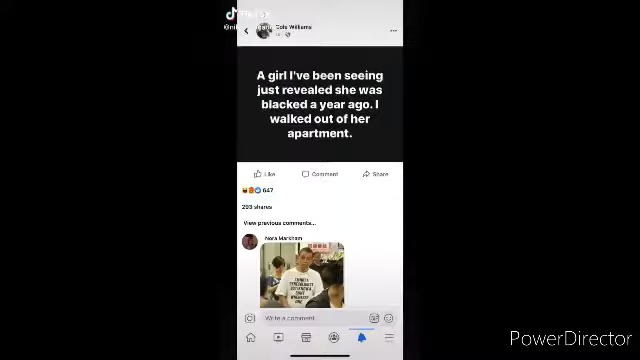 TikTok
Cole Williams
A girl I've been seeing
just revealed she was
blacked a year ago. I
walked out of her
apartment.
Like
Comment
Share
647
293 shares
View previous comments...
Nora Markham
Write a comment...
PowerDirector